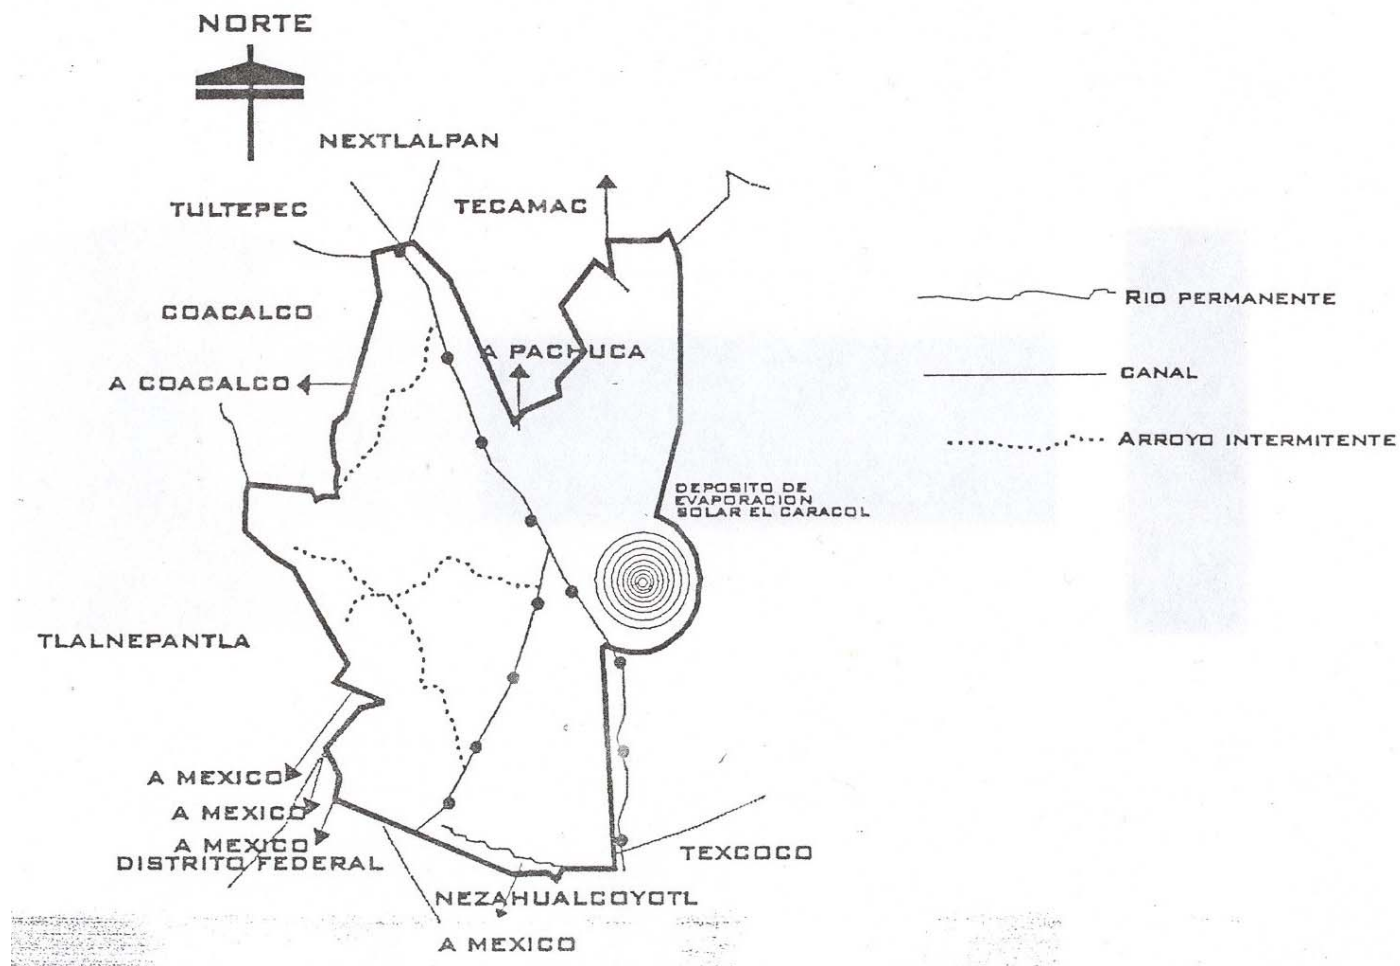 NORTE
NEXTLALPAN
TULTEPEC
TECAMAC
COACALCO
RIO PERMANENTE
A PACHUCA
A COACALCO
CANAL
ARROYO INTERMITENTE
DEPOSITO DE
EVAPORACION
SOLAR EL CARACOL
TLALNEPANTLA
A MEXICO
A MEXICO
A MEXICO
DISTRITO FEDERAL
TEXCOCO
NEZAHUALCOYOTL
A MEXICO